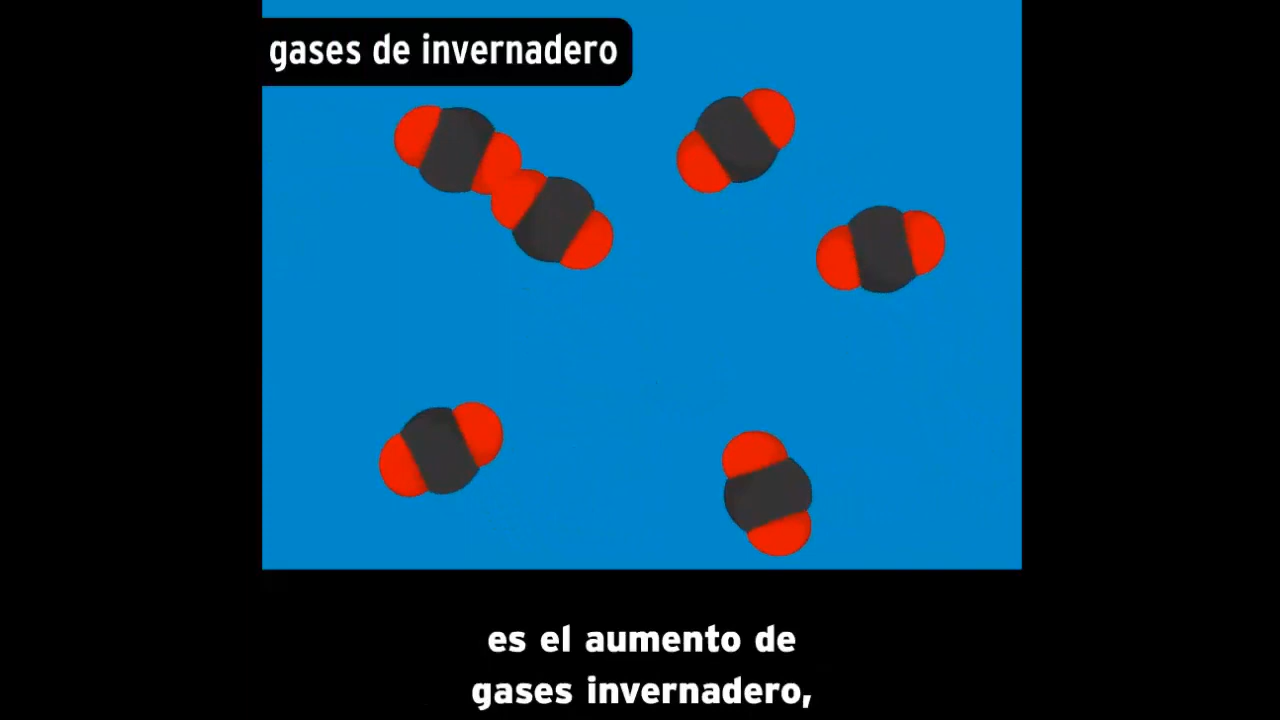 gases de invernadero
es el aumento de
gases invernadero,